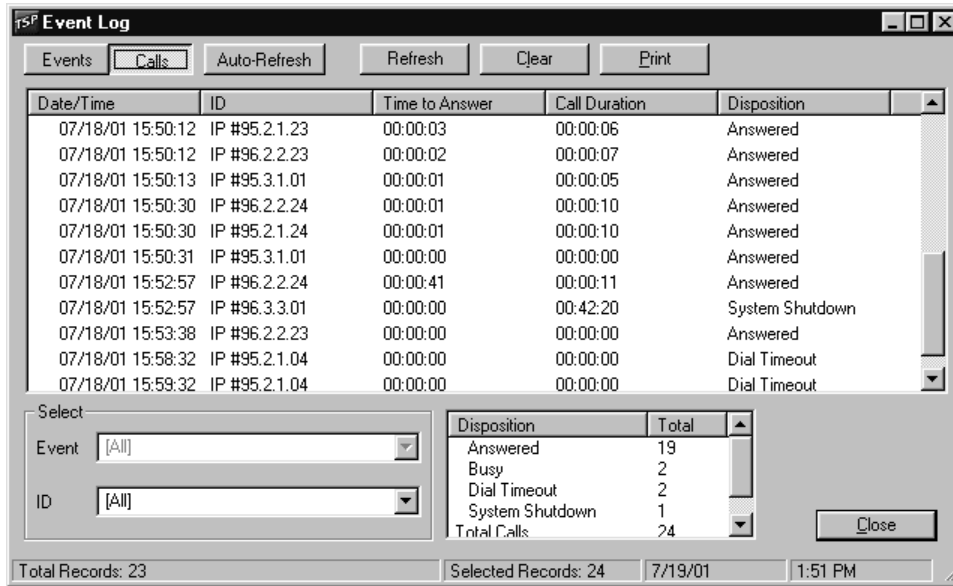 TSP Event Log
Events Calls Auto-Refresh Refresh Clear Print
Date/Time ID Time to Answer Call Duration Disposition
07/18/01 15:50:12 IP #95.2.1.23 00:00:03 00:00:06 Answered
07/18/01 15:50:12 IP #96.2.2.23 00:00:02 00:00:07 Answered
07/18/01 15:50:13 IP #95.3.1.01 00:00:01 00:00:05 Answered
07/18/01 15:50:30 IP #96.2.2.24 00:00:01 00:00:10 Answered
07/18/01 15:50:30 IP #95.2.1.24 00:00:01 00:00:10 Answered
07/18/01 15:50:31 IP #95.3.1.01 00:00:00 00:00:00 Answered
07/18/01 15:52:57 IP #96.2.2.24 00:00:41 00:00:11 Answered
07/18/01 15:52:57 IP #96.3.3.01 00:00:00 00:42:20 System Shutdown
07/18/01 15:53:38 IP #96.2.2.23 00:00:00 00:00:00 Answered
07/18/01 15:58:32 IP #95.2.1.04 00:00:00 00:00:00 Dial Timeout
07/18/01 15:59:32 IP #95.2.1.04 00:00:00 00:00:00 Dial Timeout
Select
Event [All]
ID [All]
Disposition Total
Answered 19
Busy 2
Dial Timeout 2
System Shutdown 1
Total Calls 24
Close
Total Records: 23 Selected Records: 24 7/19/01 1:51 PM